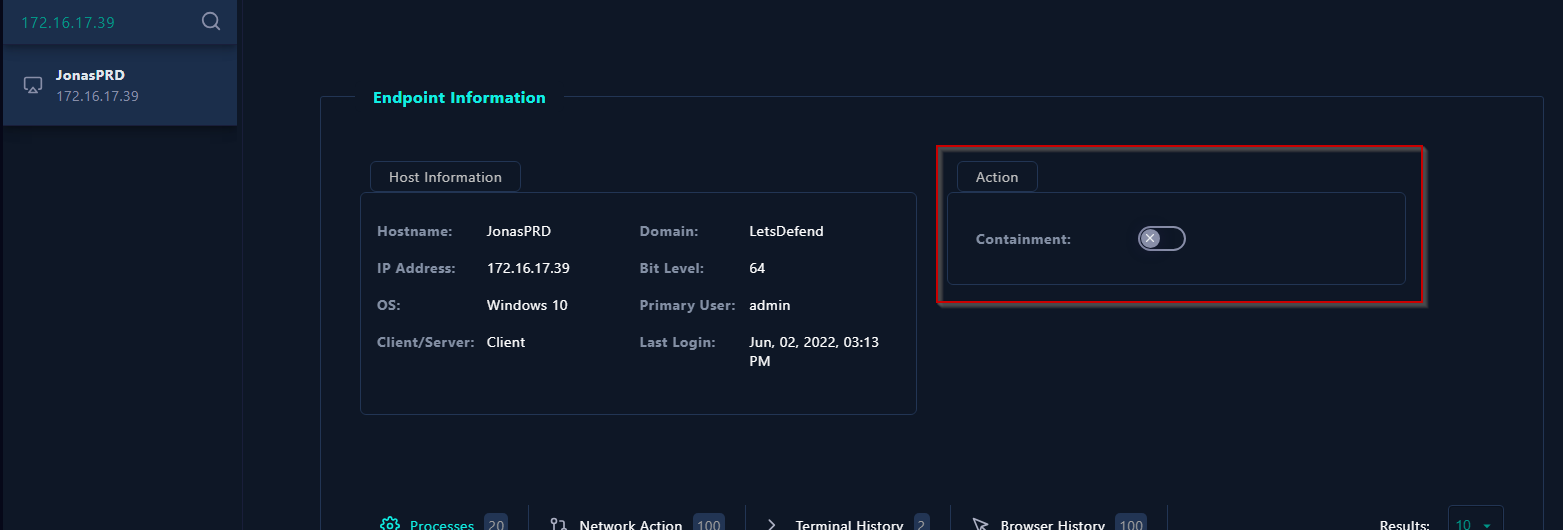 172.16.17.39
JonasPRD
172.16.17.39
Endpoint Information
Host Information
Hostname: JonasPRD Domain: LetsDefend
IP Address: 172.16.17.39 Bit Level: 64
OS: Windows 10 Primary User: admin
Client/Server: Client Last Login: Jun, 02, 2022, 03:13
PM
Action
Containment:
Processes 20 Network Action 100 Terminal History 2 Browser History 100 Results: 10